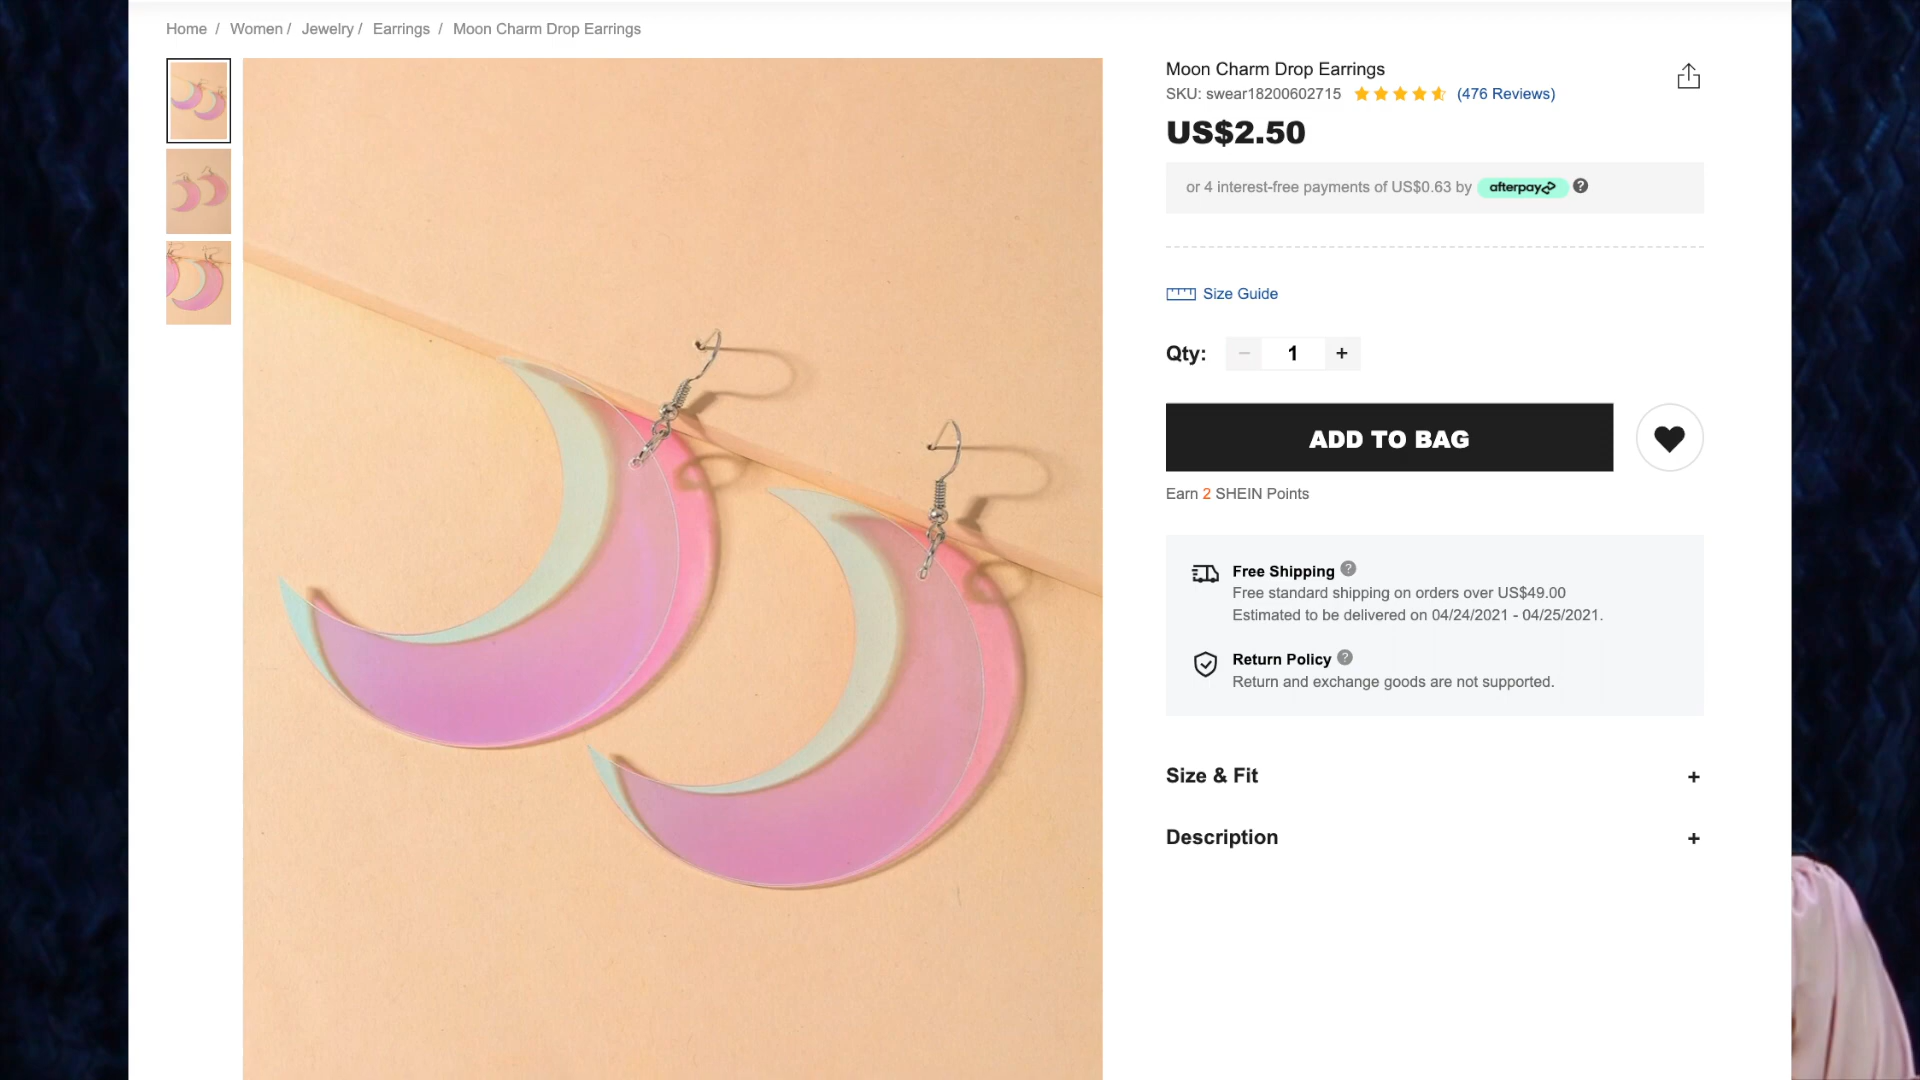 Home / Women / Jewelry / Earrings / Moon Charm Drop Earrings
Moon Charm Drop Earrings
SKU: swear18200602715 (476 Reviews)
US$2.50
or 4 interest-free payments of US$0.63 by afterpay ?
Size Guide
Qty: − 1 +
ADD TO BAG
Earn 2 SHEIN Points
Free Shipping ?
Free standard shipping on orders over US$49.00
Estimated to be delivered on 04/24/2021 - 04/25/2021.
Return Policy ?
Return and exchange goods are not supported.
Size & Fit +
Description +